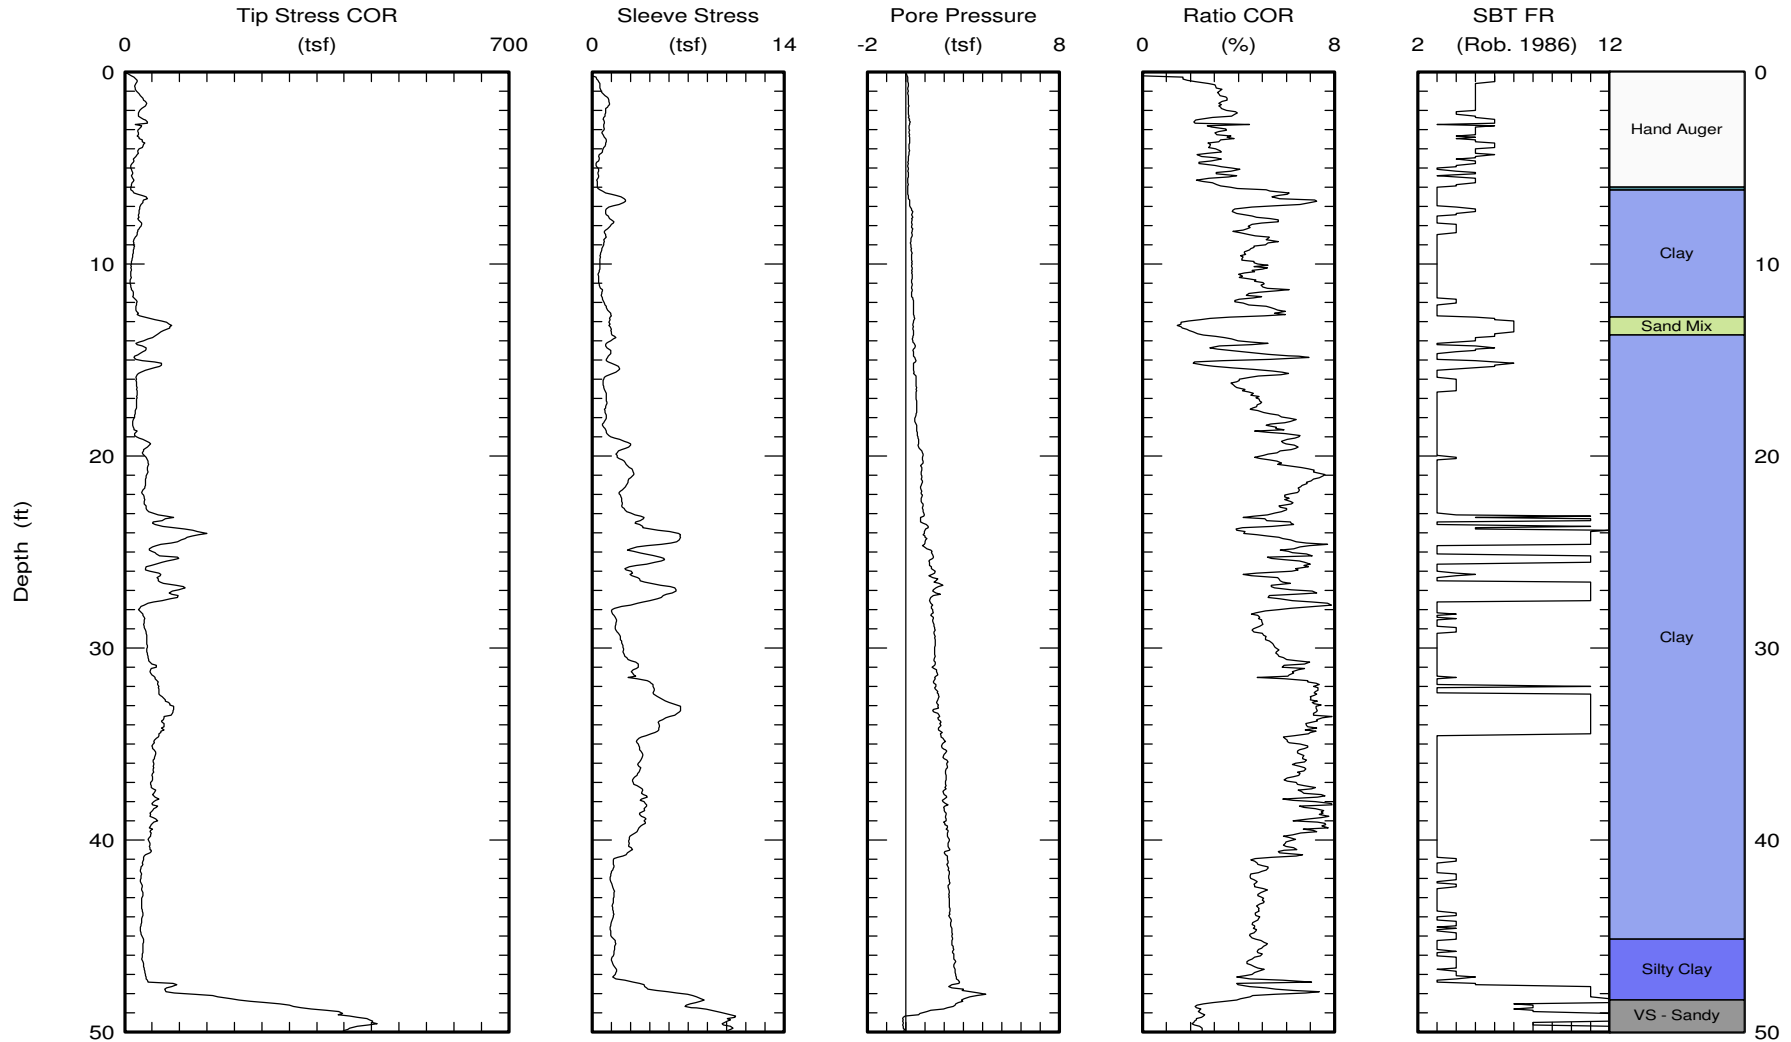 Tip Stress COR Sleeve Stress Pore Pressure Ratio COR SBT FR
0 (tsf) 700 0 (tsf) 14 -2 (tsf) 8 0 (%) 8 2 (Rob. 1986) 12
0 0
Hand Auger
Clay
10 10
Sand Mix
20 20
Depth (ft)
Clay
30 30
40 40
Silty Clay
VS - Sandy
50 50